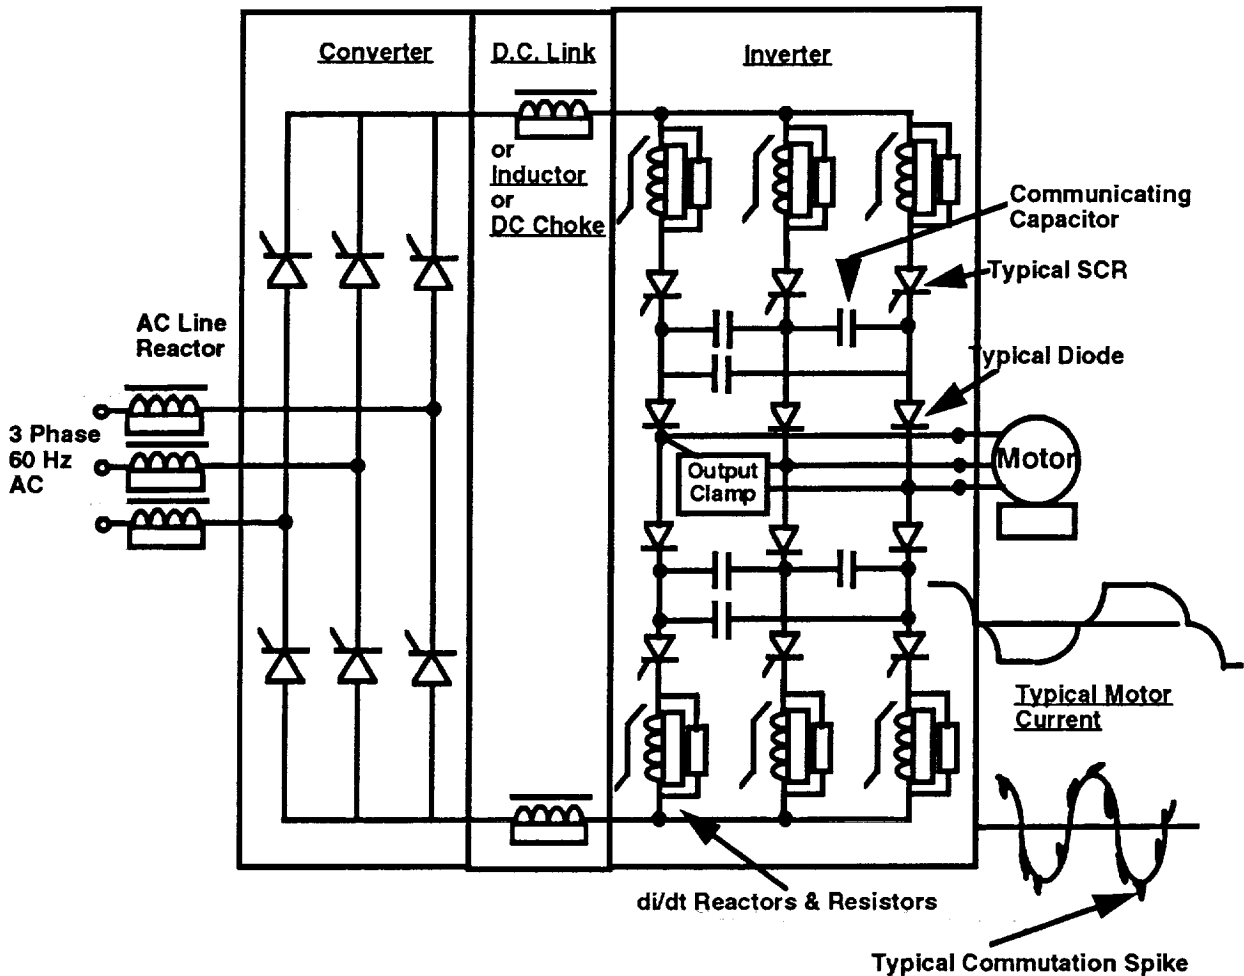 Converter
D.C. Link
Inverter
or
Inductor
or
DC Choke
Communicating
Capacitor
Typical SCR
AC Line
Reactor
Typical Diode
3 Phase
60 Hz
AC
Output
Clamp
Motor
Typical Motor
Current
di/dt Reactors & Resistors
Typical Commutation Spike